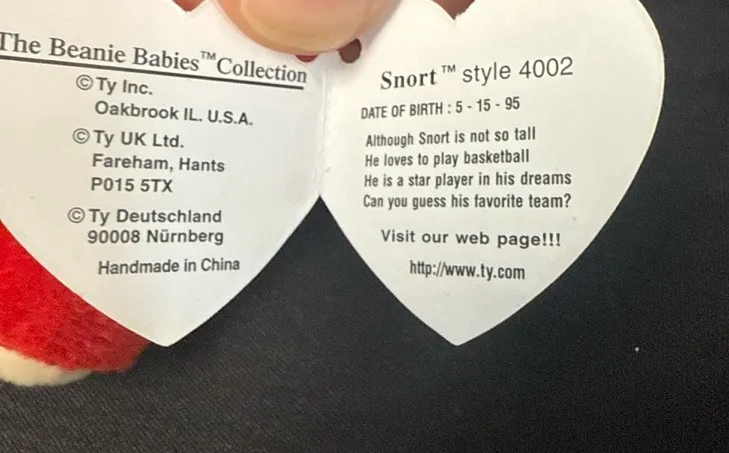 The Beanie Babies™Collection
©Ty Inc.
Oakbrook IL. U.S.A.
©Ty UK Ltd.
Fareham, Hants
P015 5TX
©Ty Deutschland
90008 Nürnberg
Handmade in China
Snort™ style 4002
DATE OF BIRTH : 5 - 15 - 95
Although Snort is not so tall
He loves to play basketball
He is a star player in his dreams
Can you guess his favorite team?
Visit our web page!!!
http://www.ty.com